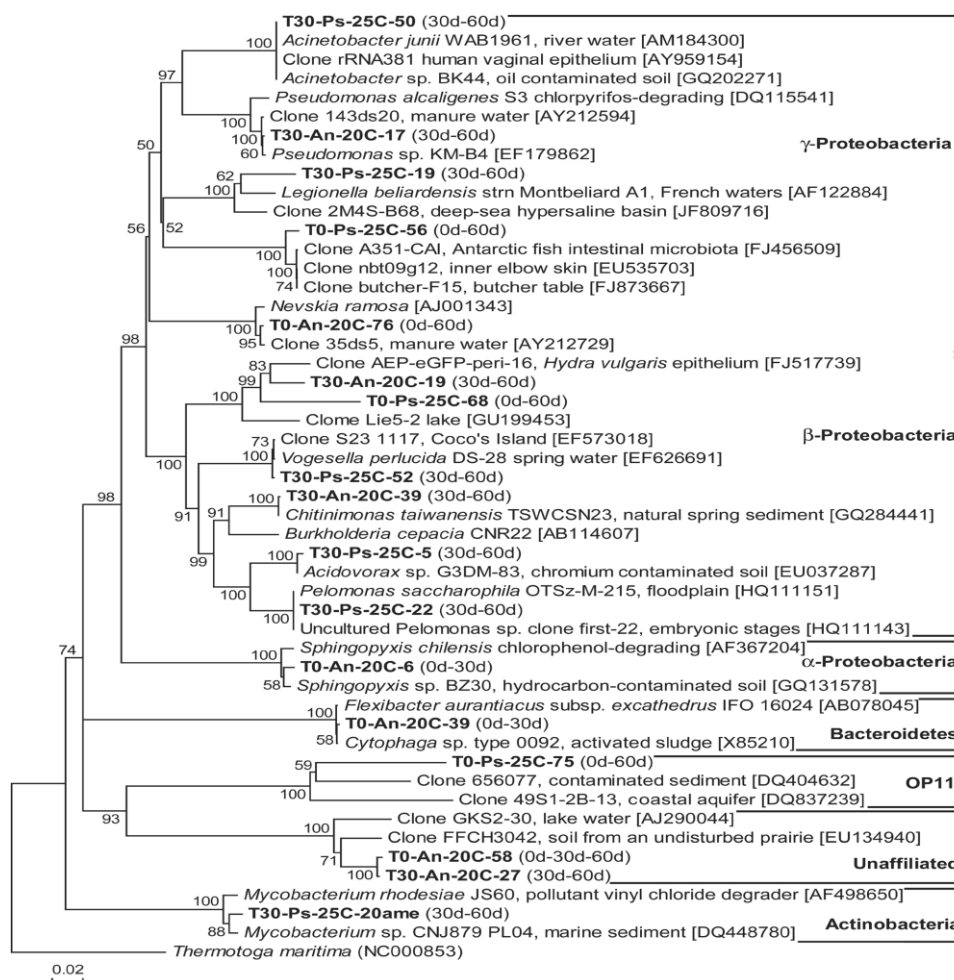 T30-Ps-25C-50 (30d-60d)
100
Acinetobacter junii WAB1961, river water [AM184300]
Clone rRNA381 human vaginal epithelium [AY959154]
97
Acinetobacter sp. BK44, oil contaminated soil [GQ202271]
Pseudomonas alcaligenes S3 chlorpyrifos-degrading [DQ115541]
100
Clone 143ds20, manure water [AY212594]
100
T30-An-20C-17 (30d-60d)
γ-Proteobacteria
50
60
Pseudomonas sp. KM-B4 [EF179862]
62
T30-Ps-25C-19 (30d-60d)
100
Legionella beliardensis strn Montbeliard A1, French waters [AF122884]
Clone 2M4S-B68, deep-sea hypersaline basin [JF809716]
56
52
T0-Ps-25C-56 (0d-60d)
100
Clone A351-CAI, Antarctic fish intestinal microbiota [FJ456509]
100
Clone nbt09g12, inner elbow skin [EU535703]
74
Clone butcher-F15, butcher table [FJ873667]
Nevskia ramosa [AJ001343]
100
T0-An-20C-76 (0d-60d)
98
95
Clone 35ds5, manure water [AY212729]
83
Clone AEP-eGFP-peri-16, Hydra vulgaris epithelium [FJ517739]
99
T30-An-20C-19 (30d-60d)
100
T0-Ps-25C-68 (0d-60d)
Clome Lie5-2 lake [GU199453]
73
Clone S23 1117, Coco's Island [EF573018]
β-Proteobacteria
100
100
Vogesella perlucida DS-28 spring water [EF626691]
T30-Ps-25C-52 (30d-60d)
98
100
T30-An-20C-39 (30d-60d)
91
91
Chitinimonas taiwanensis TSWCSN23, natural spring sediment [GQ284441]
Burkholderia cepacia CNR22 [AB114607]
99
100
T30-Ps-25C-5 (30d-60d)
Acidovorax sp. G3DM-83, chromium contaminated soil [EU037287]
100
Pelomonas saccharophila OTSz-M-215, floodplain [HQ111151]
T30-Ps-25C-22 (30d-60d)
100
Uncultured Pelomonas sp. clone first-22, embryonic stages [HQ111143]
74
Sphingopyxis chilensis chlorophenol-degrading [AF367204]
100
T0-An-20C-6 (0d-30d)
α-Proteobacteria
58
Sphingopyxis sp. BZ30, hydrocarbon-contaminated soil [GQ131578]
Flexibacter aurantiacus subsp. excathedrus IFO 16024 [AB078045]
100
T0-An-20C-39 (0d-30d)
Bacteroidetes
58
Cytophaga sp. type 0092, activated sludge [X85210]
59
T0-Ps-25C-75 (0d-60d)
Clone 656077, contaminated sediment [DQ404632]
OP11
100
Clone 49S1-2B-13, coastal aquifer [DQ837239]
93
Clone GKS2-30, lake water [AJ290044]
100
Clone FFCH3042, soil from an undisturbed prairie [EU134940]
71
T0-An-20C-58 (0d-30d-60d)
Unaffiliated
100
T30-An-20C-27 (30d-60d)
Mycobacterium rhodesiae JS60, pollutant vinyl chloride degrader [AF498650]
100
T30-Ps-25C-20ame (30d-60d)
Actinobacteria
88
Mycobacterium sp. CNJ879 PL04, marine sediment [DQ448780]
Thermotoga maritima (NC000853)
0.02